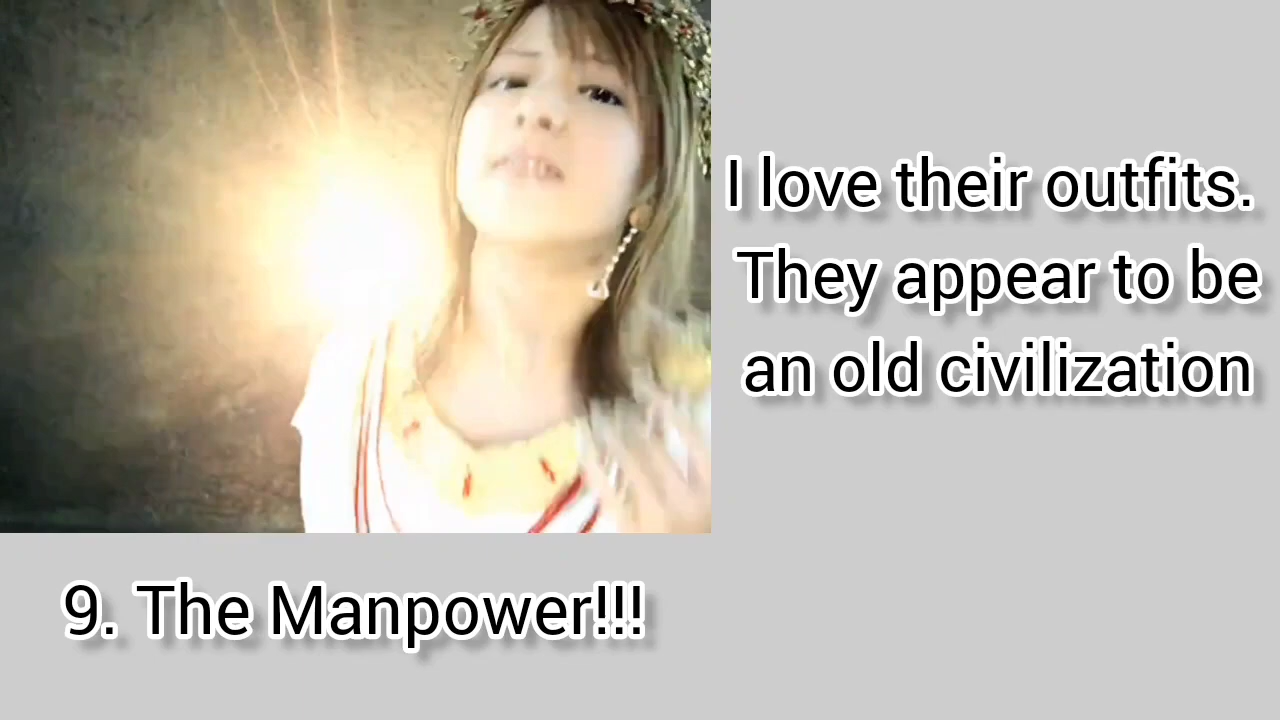 I love their outfits.
They appear to be
an old civilization
9. The Manpower!!!